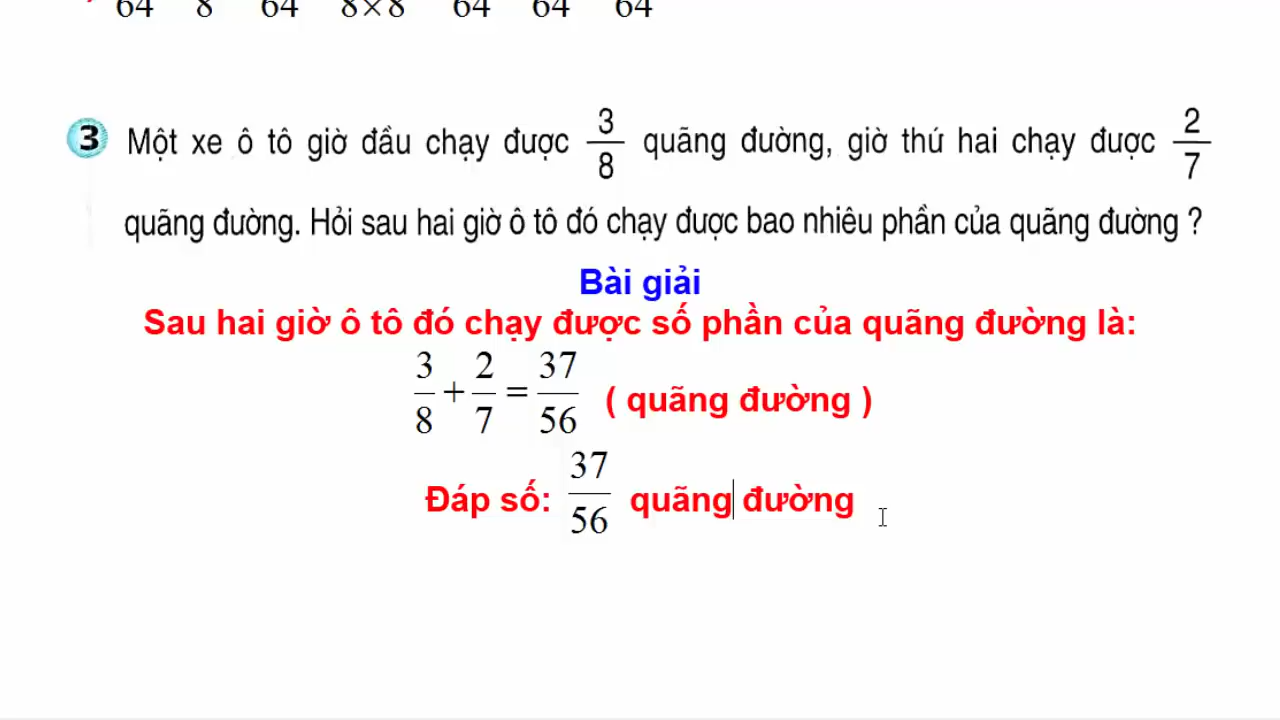 64 8 64 8×8 64 64 64
3 Một xe ô tô giờ đầu chạy được 3/8 quãng đường, giờ thứ hai chạy được 2/7
quãng đường. Hỏi sau hai giờ ô tô đó chạy được bao nhiêu phần của quãng đường ?
Bài giải
Sau hai giờ ô tô đó chạy được số phần của quãng đường là:
3/8 + 2/7 = 37/56 ( quãng đường )
Đáp số: 37/56 quãng đường